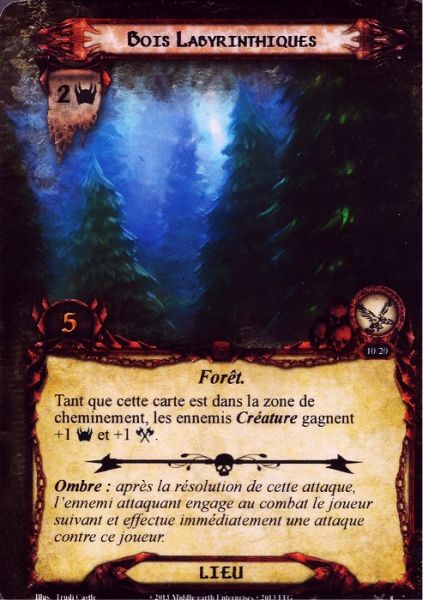 Bois Labyrinthiques
2
5
10 20
Forêt.
Tant que cette carte est dans la zone de
cheminement, les ennemis Créature gagnent
+1 et +1 .
Ombre : après la résolution de cette attaque,
l'ennemi attaquant engage au combat le joueur
suivant et effectue immédiatement une attaque
contre ce joueur.
LIEU
Illus. Trudi Castle • 2013 Middle-earth Enterprises • 2013 FFG